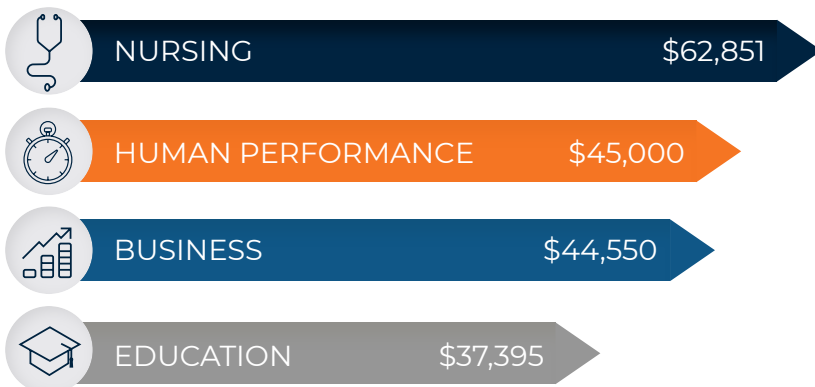 NURSING $62,851
HUMAN PERFORMANCE $45,000
BUSINESS $44,550
EDUCATION $37,395